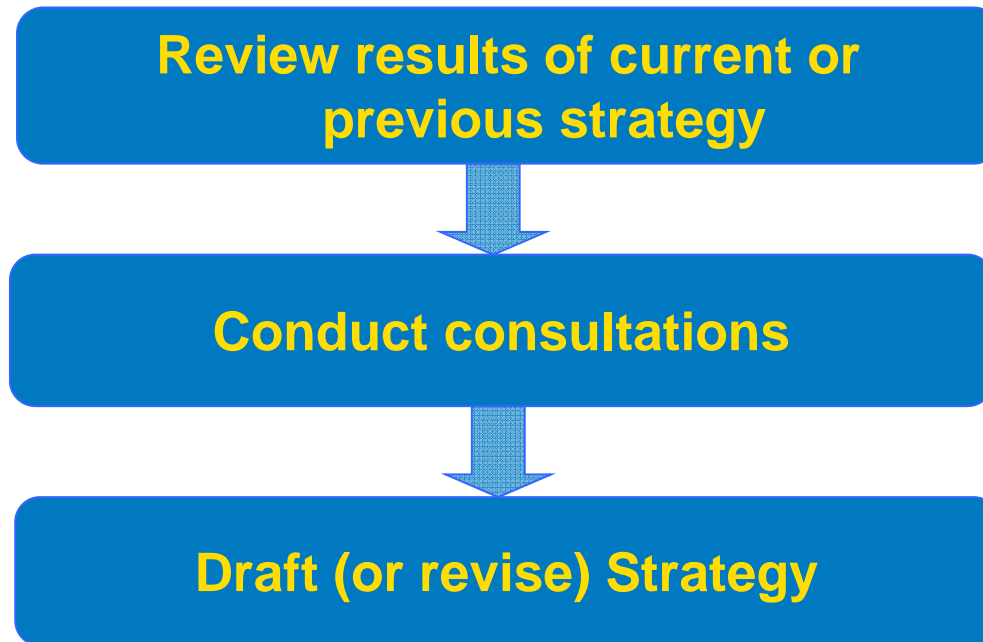 Review results of current or
previous strategy
Conduct consultations
Draft (or revise) Strategy